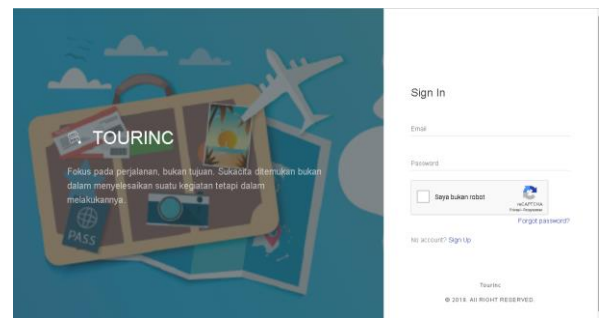 TOURINC
Fokus pada perjalanan, bukan tujuan. Sukacita ditemukan bukan
dalam menyelesaikan suatu kegiatan tetapi dalam
melakukannya.
PASS
Sign In
Email
Password
Saya bukan robot
reCAPTCHA
Forgot password?
No account? Sign Up
Tourinc
© 2019. All RIGHT RESERVED.